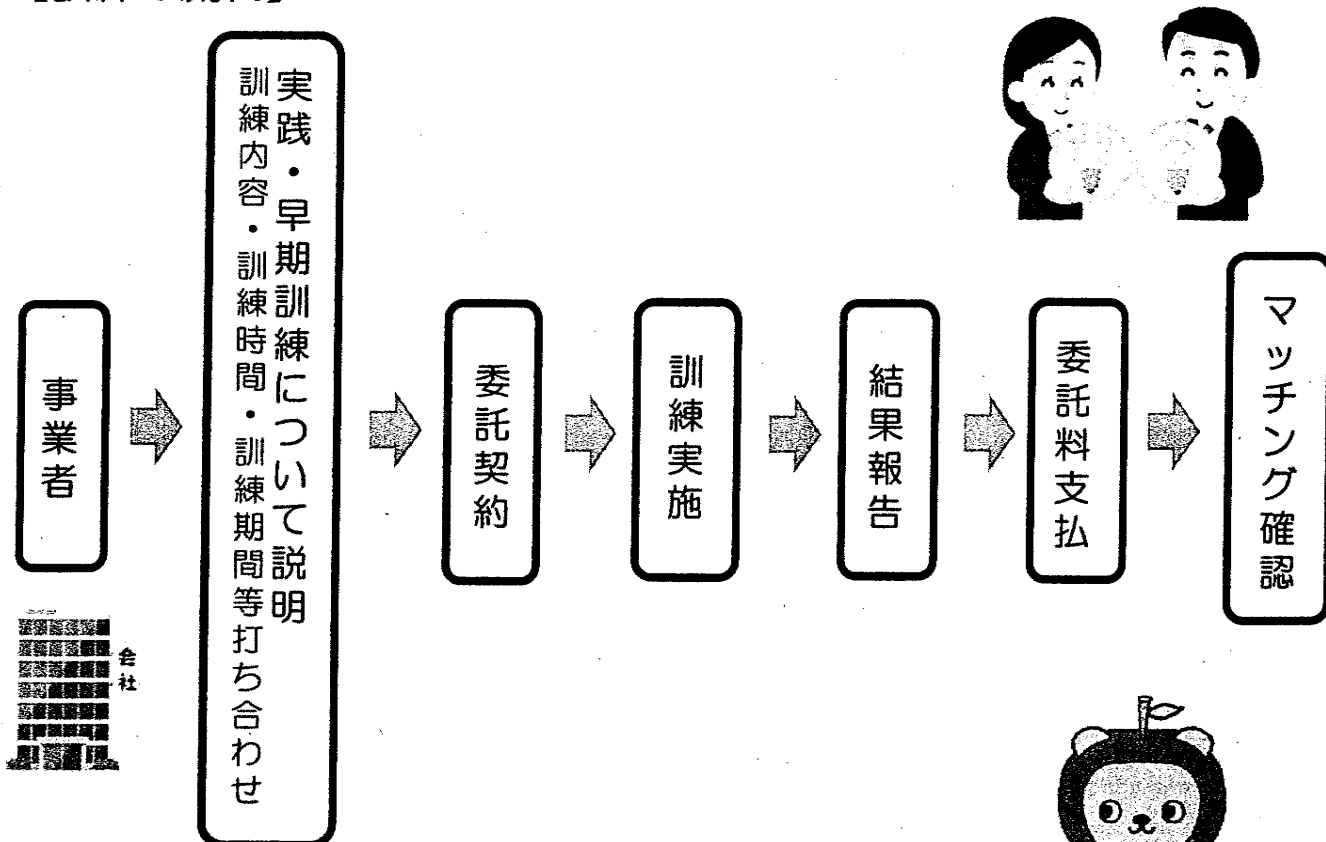 事業者
会社
実践・早期訓練について説明
訓練内容・訓練時間・訓練期間等打ち合わせ
委託契約
訓練実施
結果報告
委託料支払
マッチング確認